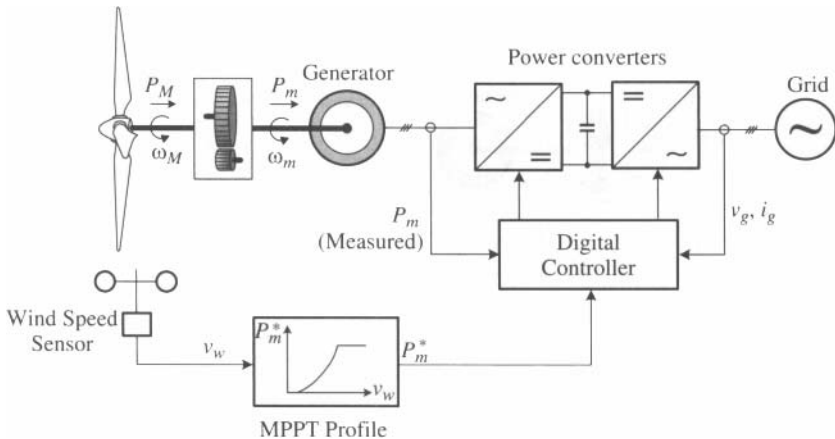 Power converters
Generator
Grid
P_M
P_m
ω_M
ω_m
~
=
=
~
~
P_m
(Measured)
v_g, i_g
Digital
Controller
Wind Speed
Sensor
v_w
P_m^*
v_w
P_m^*
MPPT Profile